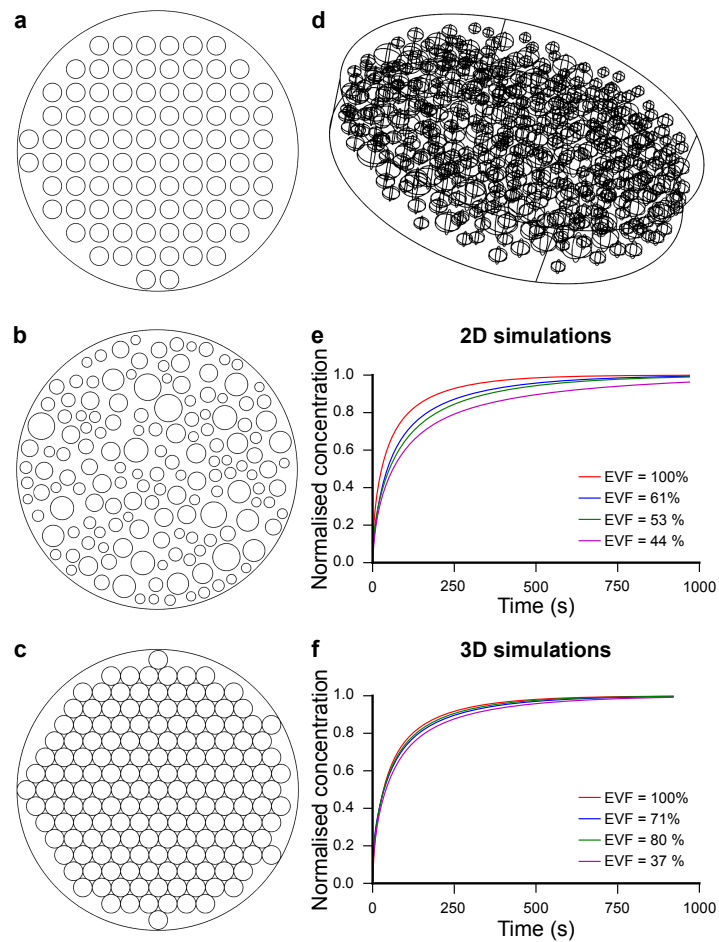 a
d
b
e
2D simulations
Normalised concentration
1.0
0.8
0.6
0.4
0.2
0.0
EVF = 100%
EVF = 61%
EVF = 53 %
EVF = 44 %
0
250
500
750
1000
Time (s)
c
f
3D simulations
Normalised concentration
1.0
0.8
0.6
0.4
0.2
0.0
EVF = 100%
EVF = 71%
EVF = 80 %
EVF = 37 %
0
250
500
750
1000
Time (s)